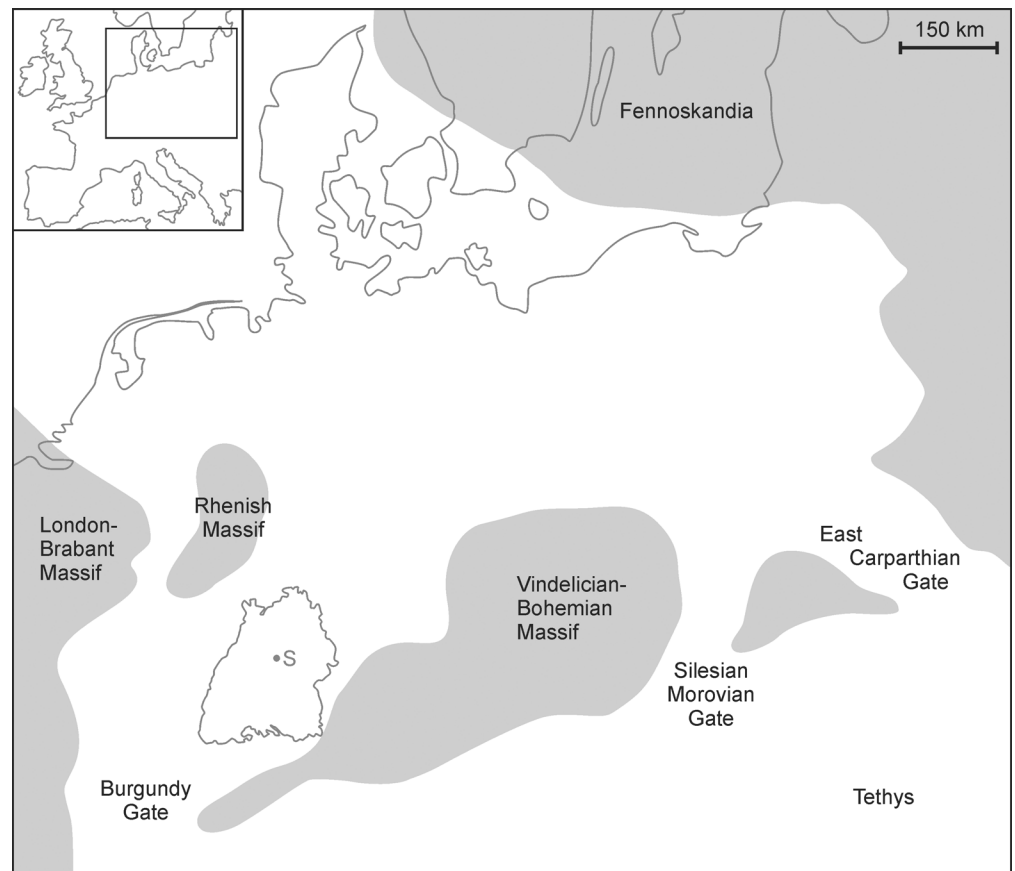 150 km
Fennoskandia
Rhenish
Massif
London-
Brabant
Massif
East
Carparthian
Gate
Vindelician-
Bohemian
Massif
S
Silesian
Morovian
Gate
Burgundy
Gate
Tethys